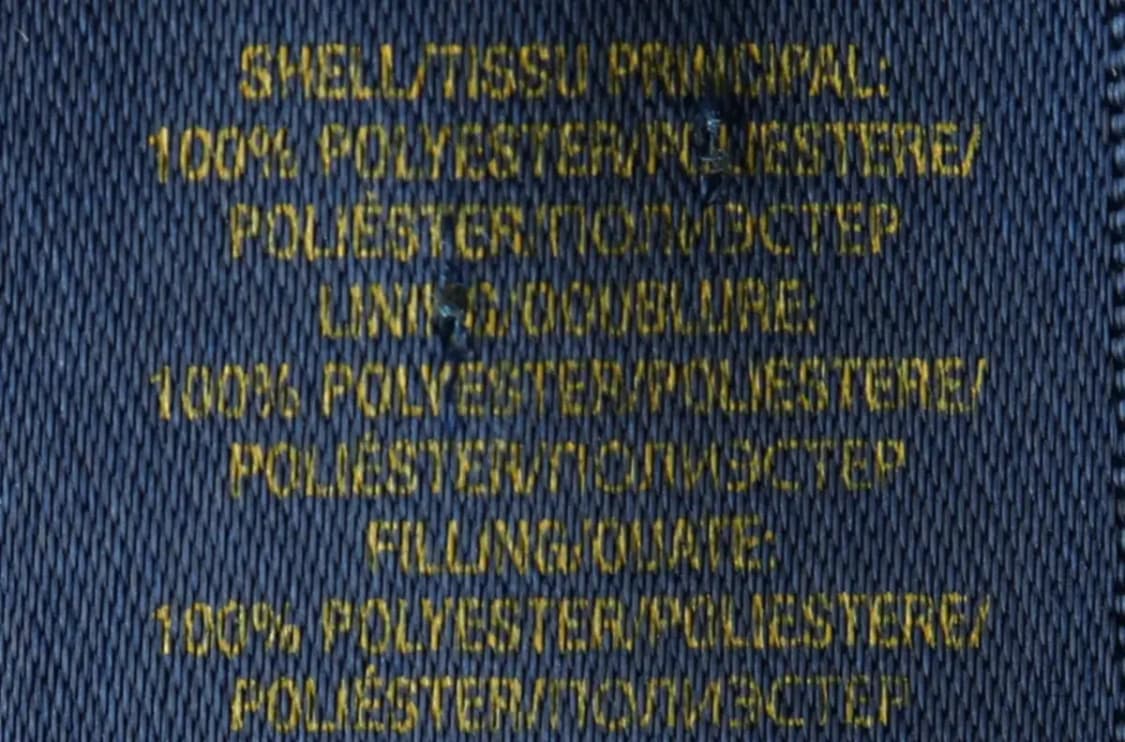 SHELL/TISSU PRINCIPAL:
100% POLYESTER/POLIESTERE/
POLIÉSTER/ПОЛИЭСТЕР
LINING/DOUBLURE:
100% POLYESTER/POLIESTERE/
POLIÉSTER/ПОЛИЭСТЕР
FILLING/OUATE:
100% POLYESTER/POLIESTERE/
POLIÉSTER/ПОЛИЭСТЕР